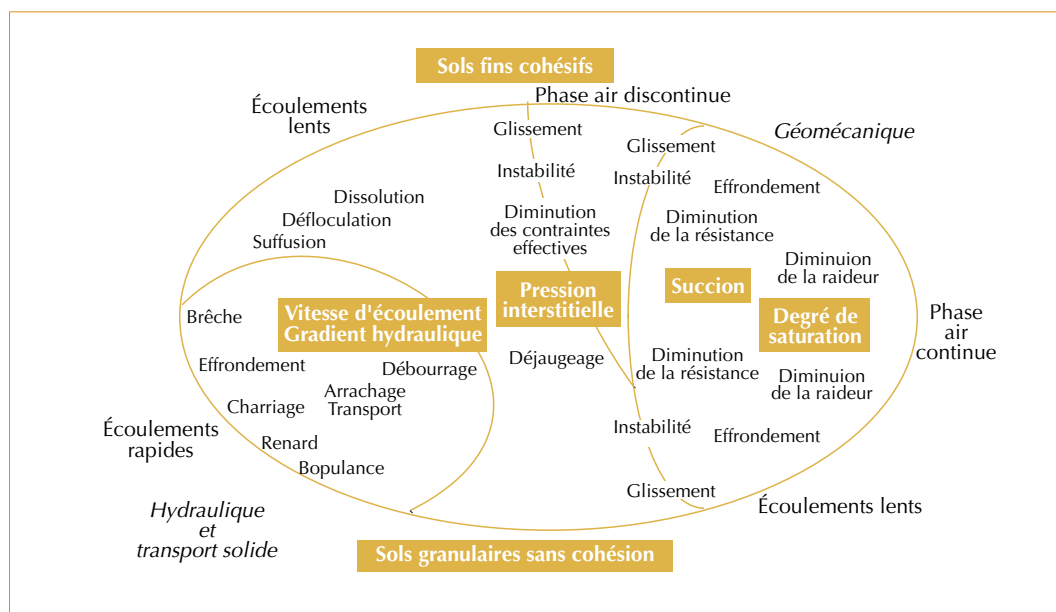 Sols fins cohésifs
Écoulements
lents
Phase air discontinue
Géomécanique
Glissement
Instabilité
Diminution
des contraintes
effectives
Glissement
Instabilité
Effrondement
Diminution
de la résistance
Diminuion
de la raideur
Dissolution
Défloculation
Suffusion
Brêche
Vitesse d'écoulement
Gradient hydraulique
Pression
interstitielle
Succion
Degré de
saturation
Phase
air
continue
Effrondement
Débourrage
Déjaugeage
Diminution
de la résistance
Diminuion
de la raideur
Charriage
Arrachage
Transport
Écoulements
rapides
Renard
Bopulance
Instabilité
Effrondement
Glissement
Écoulements lents
Hydraulique
et
transport solide
Sols granulaires sans cohésion